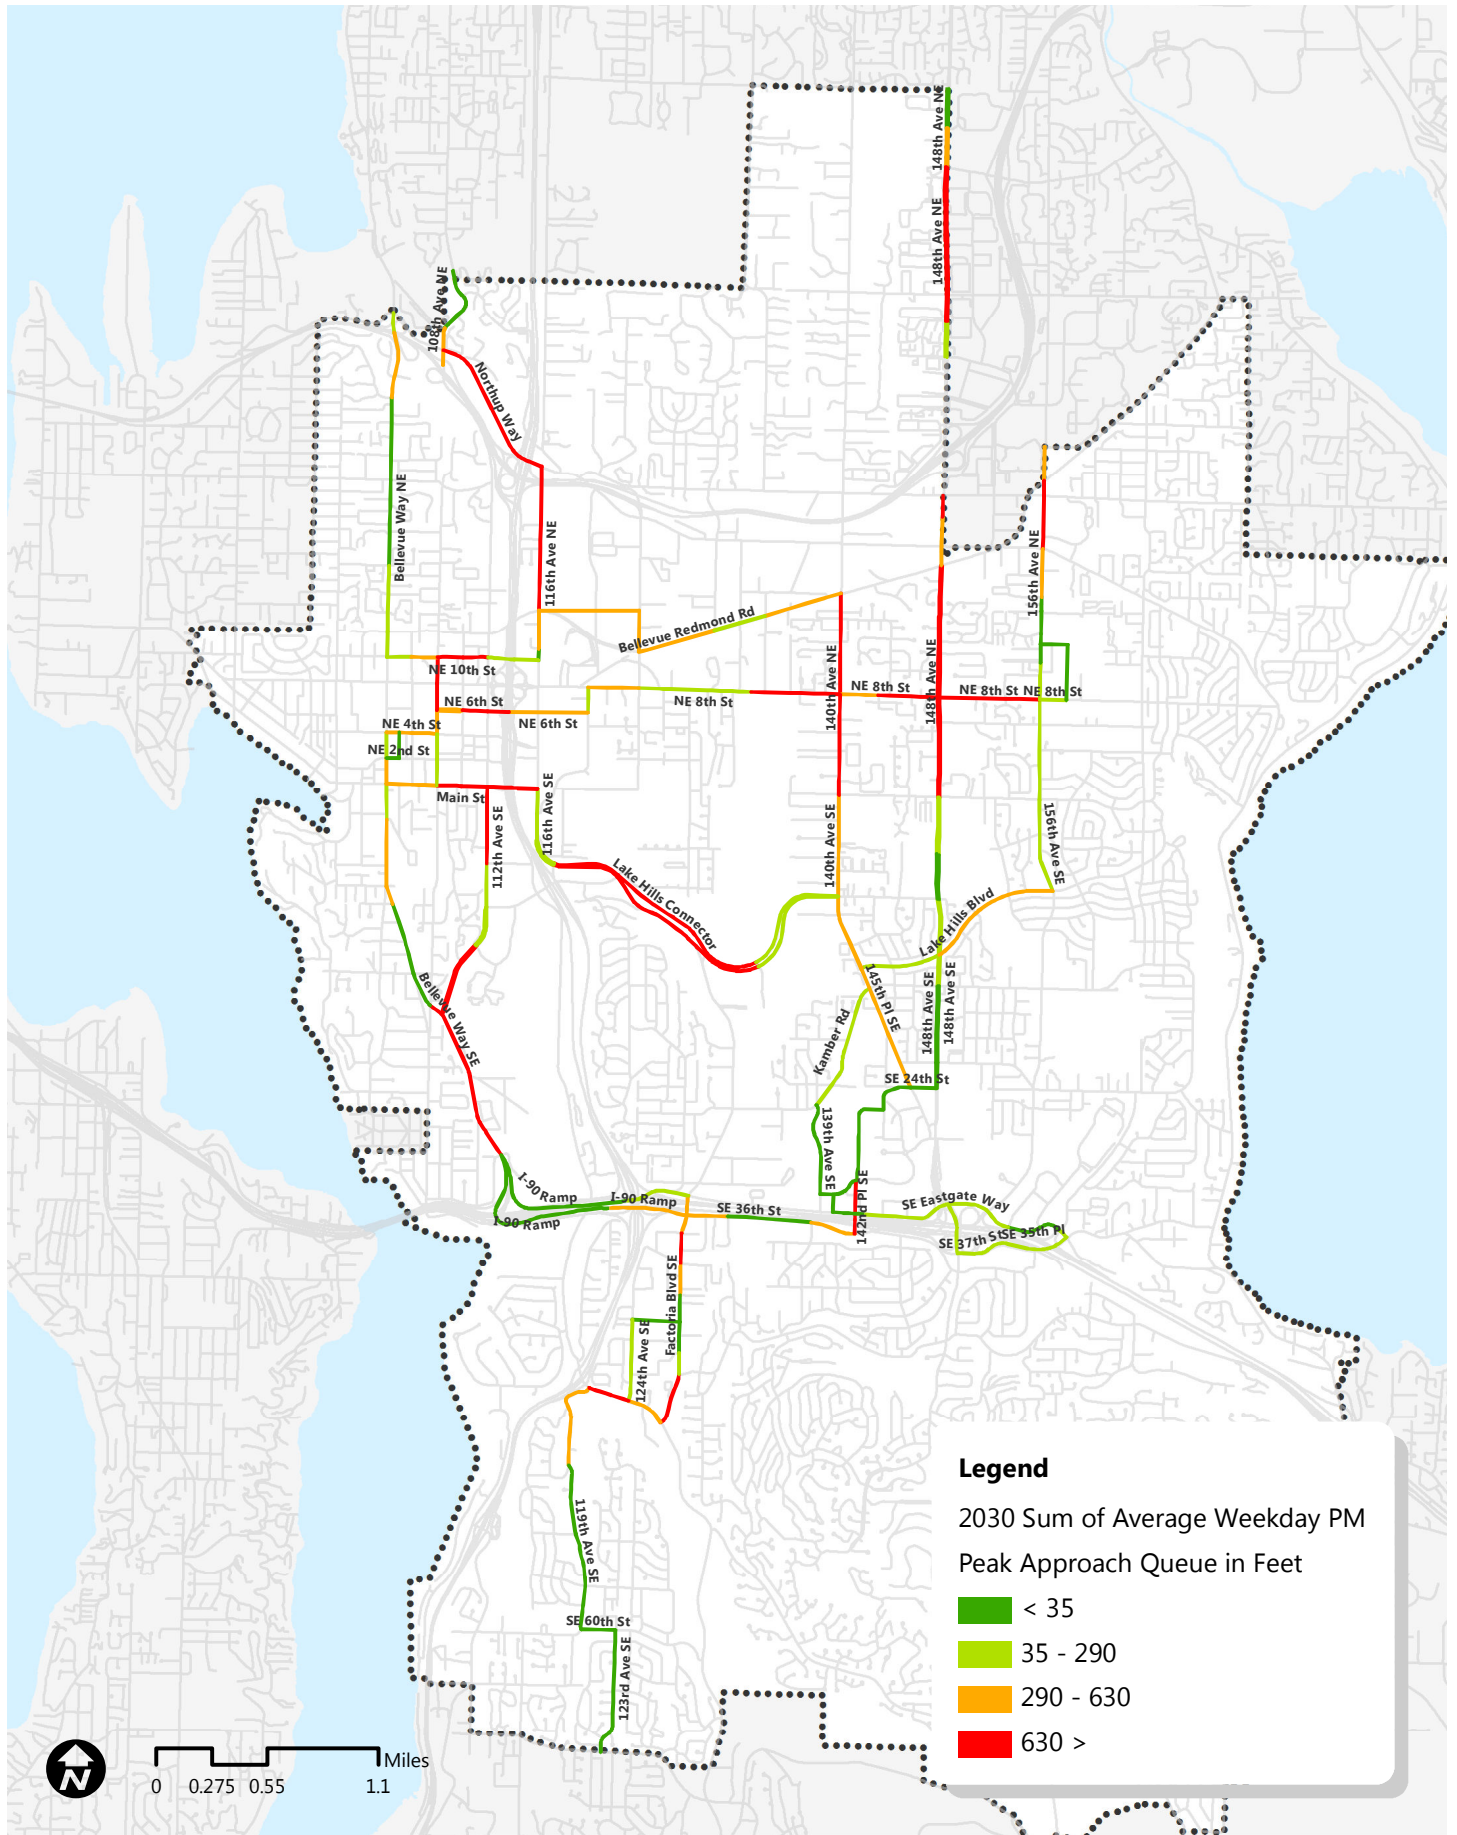 148th Ave NE
148th Ave NE
108th Ave NE
Northup Way
Bellevue Way NE
116th Ave NE
156th Ave NE
Bellevue Redmond Rd
NE 10th St
140th Ave NE
148th Ave NE
NE 8th St
NE 8th St
NE 8th St
NE 8th St
NE 6th St
NE 6th St
NE 4th St
NE 2nd St
Main St
116th Ave SE
112th Ave SE
140th Ave SE
156th Ave SE
Lake Hills Connector
Lake Hills Blvd
Bellevue Way SE
145th Pl SE
148th Ave SE
148th Ave SE
Kamber Rd
SE 24th St
139th Ave SE
142nd Pl SE
I-90 Ramp
I-90 Ramp
I-90 Ramp
SE 36th St
SE Eastgate Way
SE 37th St
SE 35th Pl
Factoria Blvd SE
124th Ave SE
119th Ave SE
SE 60th St
123rd Ave SE
Legend
2030 Sum of Average Weekday PM
Peak Approach Queue in Feet
< 35
35 - 290
290 - 630
630 >
N
Miles
0 0.275 0.55 1.1